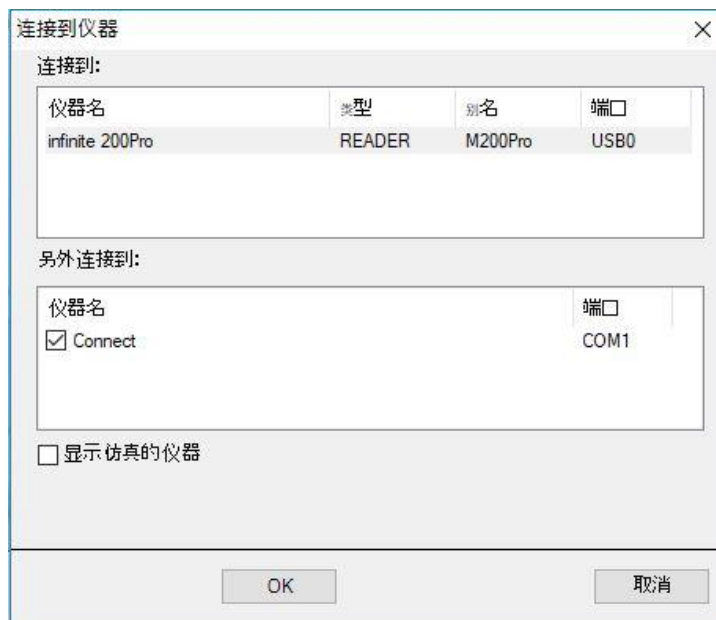 连接到仪器
连接到:
仪器名 类型 别名 端口
infinite 200Pro READER M200Pro USB0
另外连接到:
仪器名 端口
Connect COM1
显示仿真的仪器
OK 取消